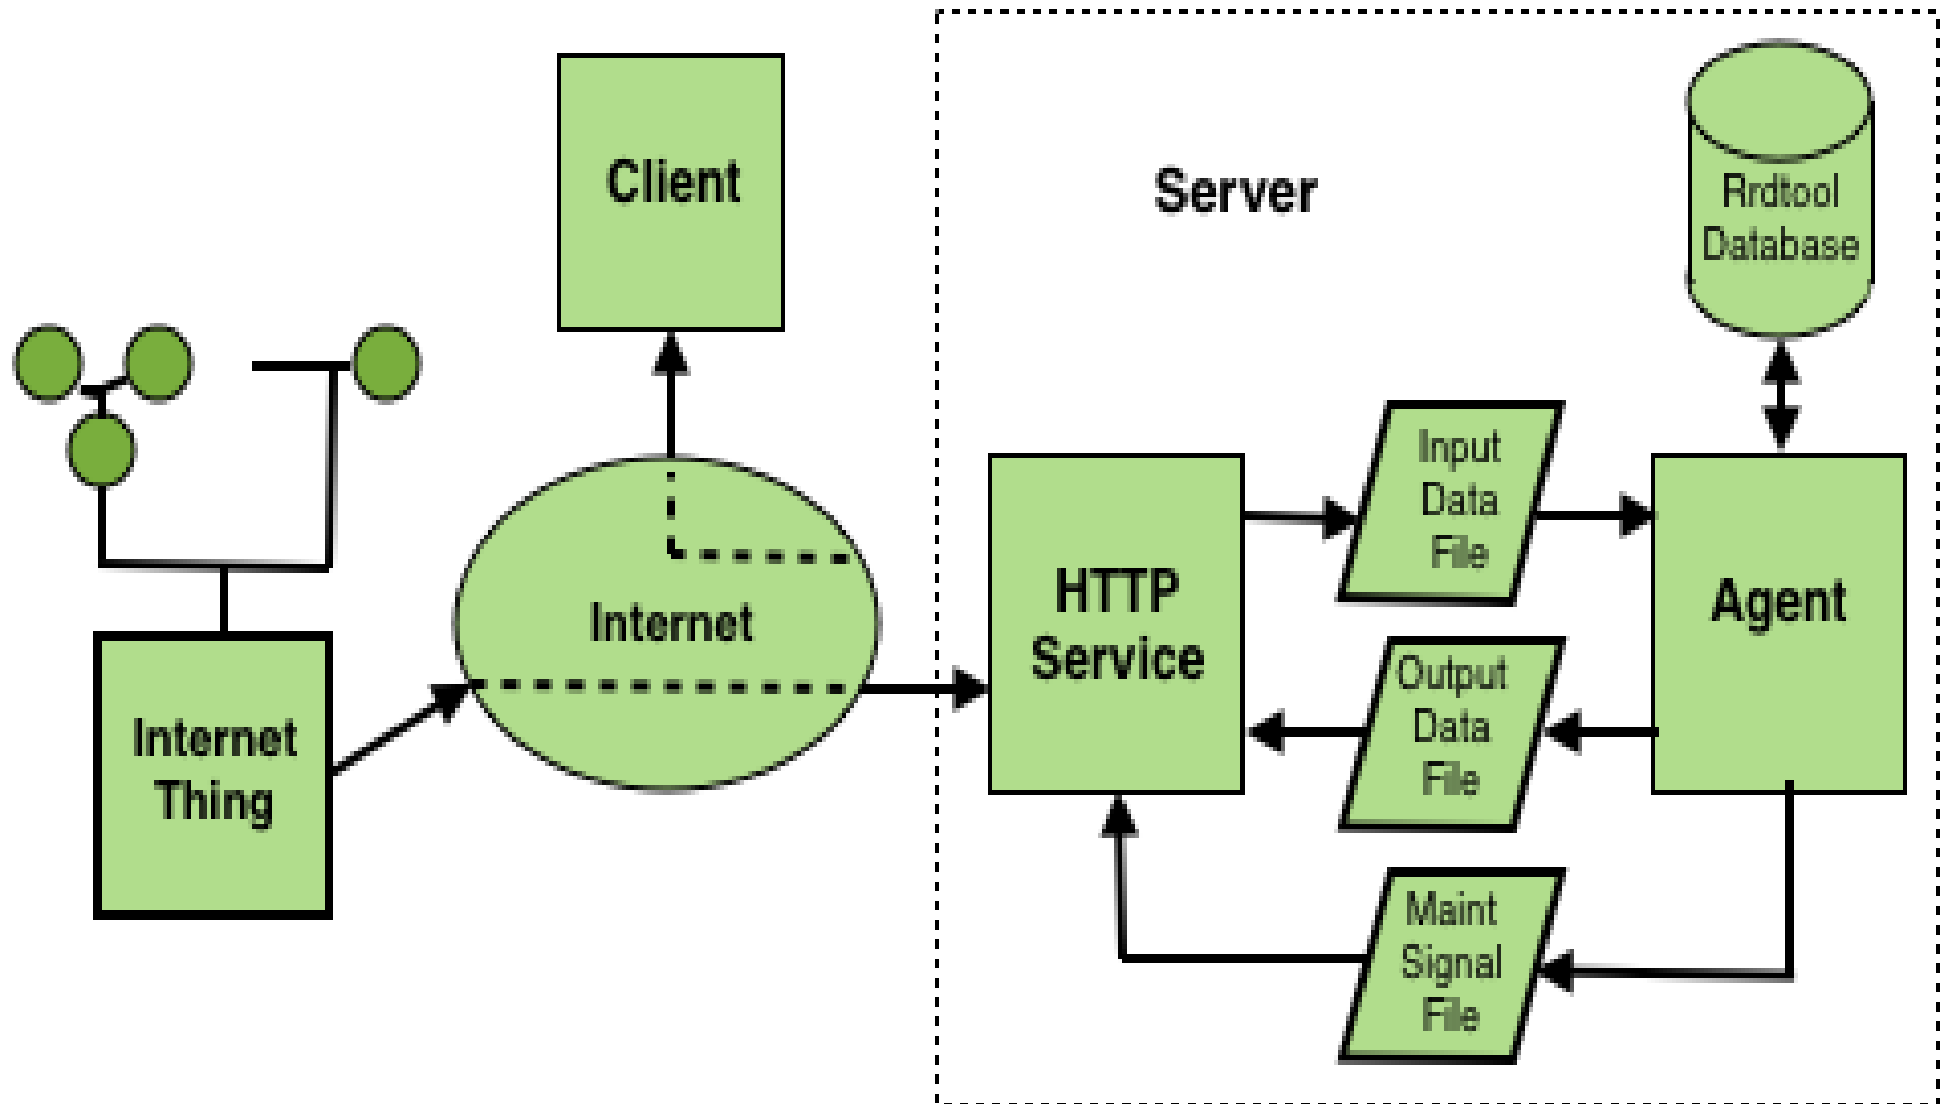 Client
Server
Rrdtool
Database
Input
Data
File
HTTP
Service
Agent
Internet
Output
Data
File
Internet
Thing
Maint
Signal
File